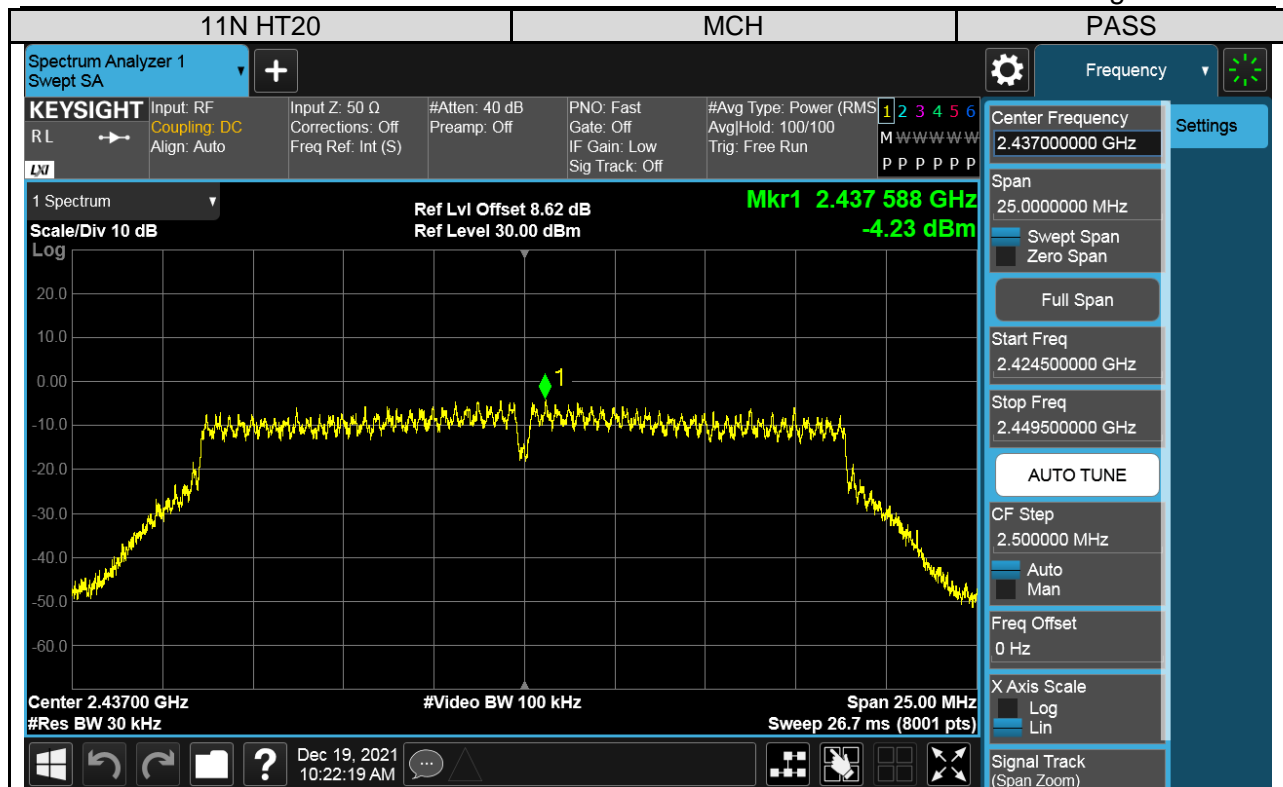 11N HT20 MCH PASS
Spectrum Analyzer 1
Swept SA
+
Frequency
KEYSIGHT Input: RF Input Z: 50 Ω #Atten: 40 dB PNO: Fast #Avg Type: Power (RMS 1 2 3 4 5 6
RL Coupling: DC Corrections: Off Preamp: Off Gate: Off Avg|Hold: 100/100 M W W W W W
Align: Auto Freq Ref: Int (S) IF Gain: Low Trig: Free Run
LXI Sig Track: Off P P P P P P
1 Spectrum Ref Lvl Offset 8.62 dB Mkr1 2.437 588 GHz
Scale/Div 10 dB Ref Level 30.00 dBm -4.23 dBm
Log
20.0
10.0
0.00
1
-10.0
-20.0
-30.0
-40.0
-50.0
-60.0
Center 2.43700 GHz #Video BW 100 kHz Span 25.00 MHz
#Res BW 30 kHz Sweep 26.7 ms (8001 pts)
Center Frequency
2.437000000 GHz
Settings
Span
25.0000000 MHz
Swept Span
Zero Span
Full Span
Start Freq
2.424500000 GHz
Stop Freq
2.449500000 GHz
AUTO TUNE
CF Step
2.500000 MHz
Auto
Man
Freq Offset
0 Hz
X Axis Scale
Log
Lin
Signal Track
(Span Zoom)
? Dec 19, 2021
10:22:19 AM